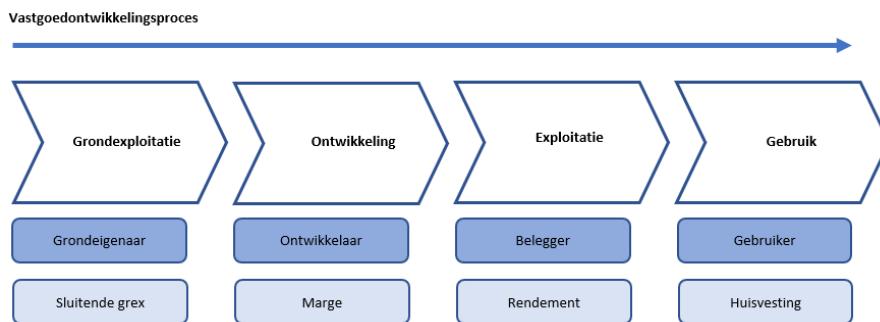 Vastgoedontwikkelingsproces
Grondexploitatie
Ontwikkeling
Exploitatie
Gebruik
Grondeigenaar
Ontwikkelaar
Belegger
Gebruiker
Sluitende grex
Marge
Rendement
Huisvesting